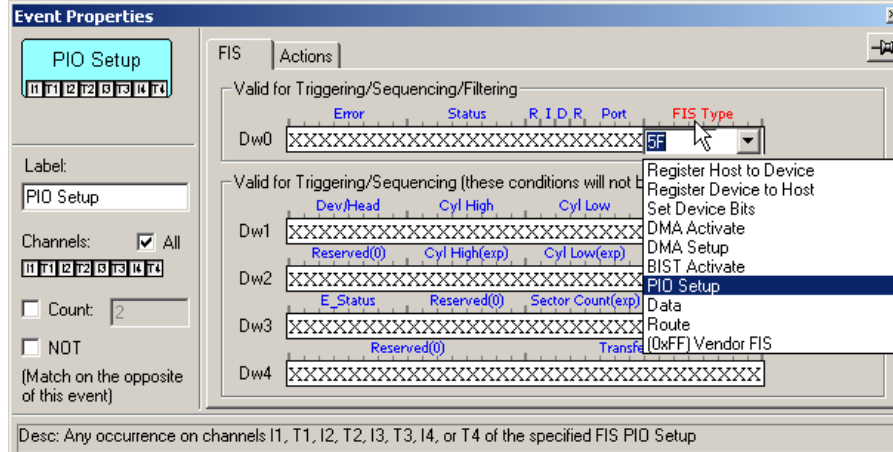 Event Properties
PIO Setup
I1 T1 I2 T2 I3 T3 I4 T4
Label:
PIO Setup
Channels:
All
I1 T1 I2 T2 I3 T3 I4 T4
Count:
2
NOT
(Match on the opposite
of this event)
FIS
Actions
Valid for Triggering/Sequencing/Filtering
Error Status R I D R Port FIS Type
Dw0 XXXXXXXXXXXXXXXXXXXXXXXX 5F
Valid for Triggering/Sequencing (these conditions will not b
Dev/Head Cyl High Cyl Low
Dw1 XXXXXXXXXXXXXXXXXXXXXXXX
Reserved(0) Cyl High(exp) Cyl Low(exp)
Dw2 XXXXXXXXXXXXXXXXXXXXXXXX
E_Status Reserved(0) Sector Count(exp)
Dw3 XXXXXXXXXXXXXXXXXXXXXXXX
Reserved(0) Transfe
Dw4 XXXXXXXXXXXXXXXXXXXXXXXXXXXXXXXX
Register Host to Device
Register Device to Host
Set Device Bits
DMA Activate
DMA Setup
BIST Activate
PIO Setup
Data
Route
(0xFF) Vendor FIS
Desc: Any occurrence on channels I1, T1, I2, T2, I3, T3, I4, or T4 of the specified FIS PIO Setup